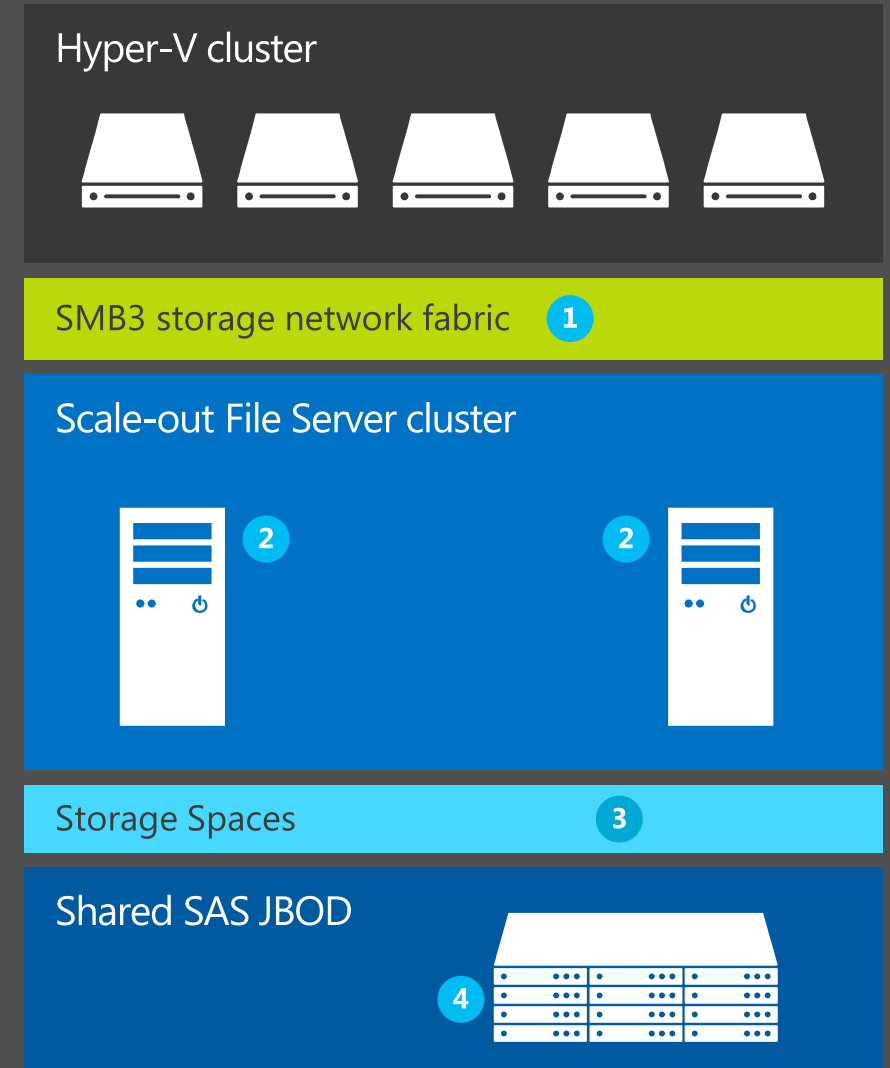 Hyper-V cluster
SMB3 storage network fabric 1
Scale-out File Server cluster
2 2
Storage Spaces 3
Shared SAS JBOD
4